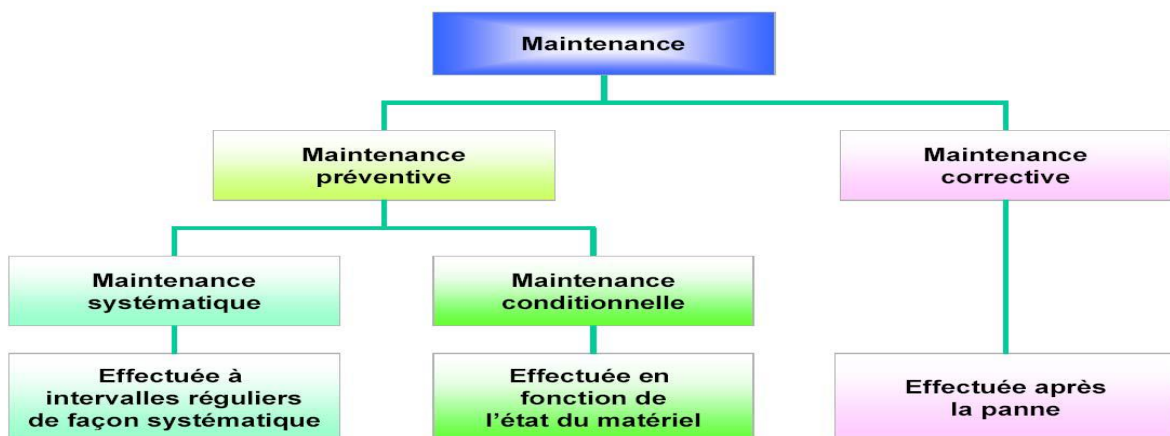 Maintenance
Maintenance
préventive
Maintenance
corrective
Maintenance
systématique
Maintenance
conditionnelle
Effectuée à
intervalles réguliers
de façon systématique
Effectuée en
fonction de
l’état du matériel
Effectuée après
la panne